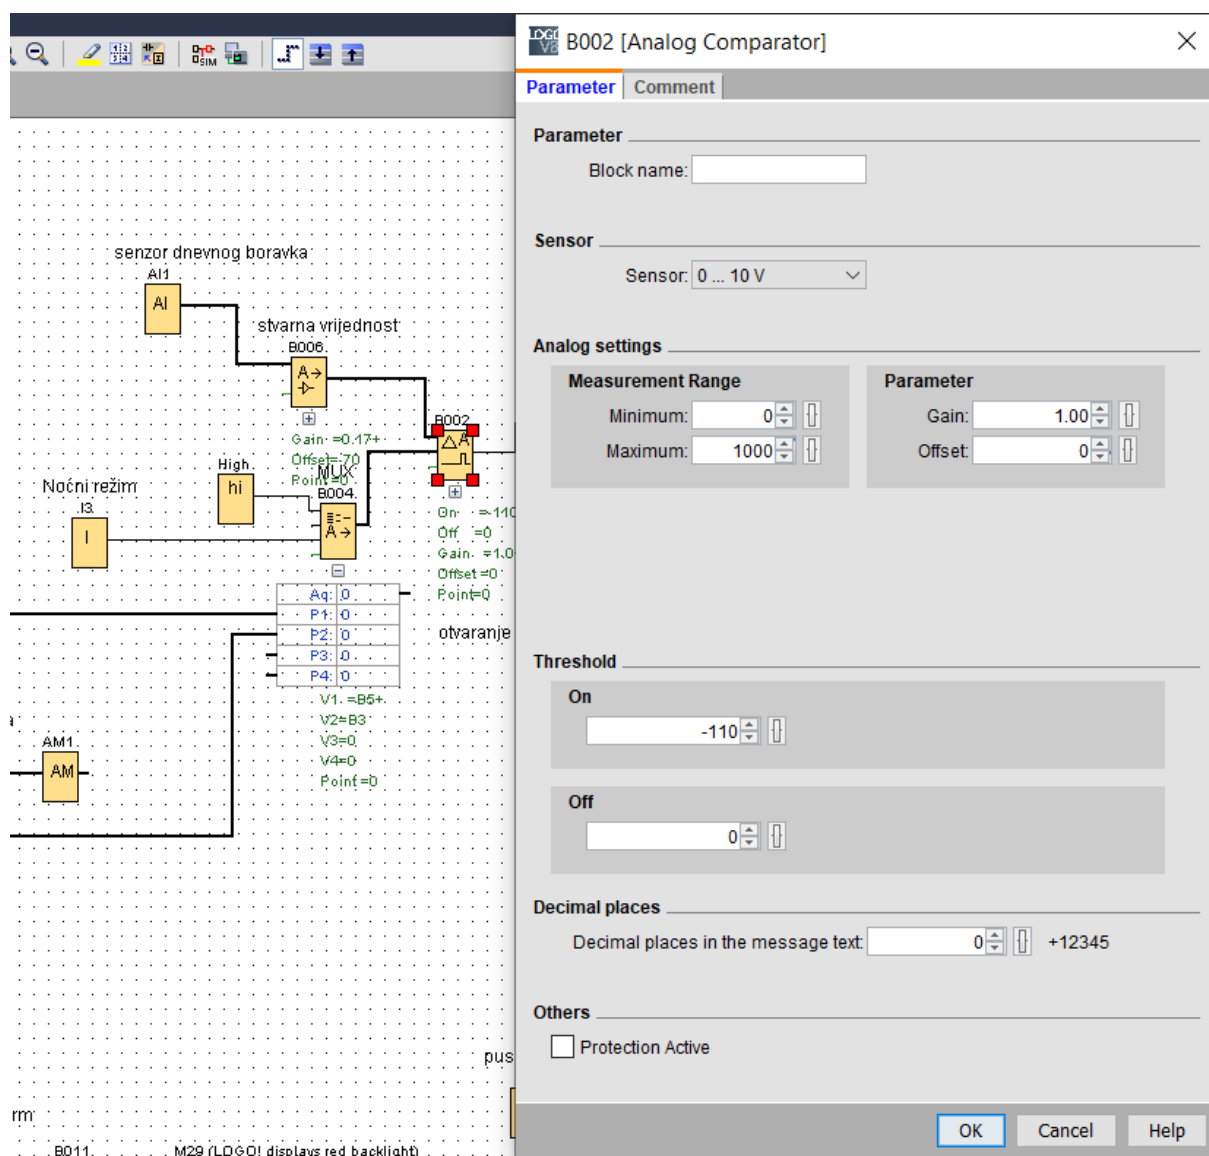 senzor dnevnog boravka
AI1
AI
stvarna vrijednost
B006
A→
Gain =0.17+
Offset=-70
Point=0
B002
ΔA
On =-110
Off =0
Gain =1.0
Offset =0
Point=0
High
hi
MUX
B004
A→
Noćni režim
I3
I
Aq: 0
P1: 0
P2: 0
P3: 0
P4: 0
otvaranje
V1 =B5+
V2=B3
V3=0
V4=0
Point=0
AM1
AM
pus
rm
B011
M29 (LOGO! displays red backlight)
B002 [Analog Comparator]
Parameter Comment
Parameter
Block name:
Sensor
Sensor: 0 ... 10 V
Analog settings
Measurement Range
Minimum: 0
Maximum: 1000
Parameter
Gain: 1.00
Offset: 0
Threshold
On
-110
Off
0
Decimal places
Decimal places in the message text: 0 +12345
Others
Protection Active
OK Cancel Help